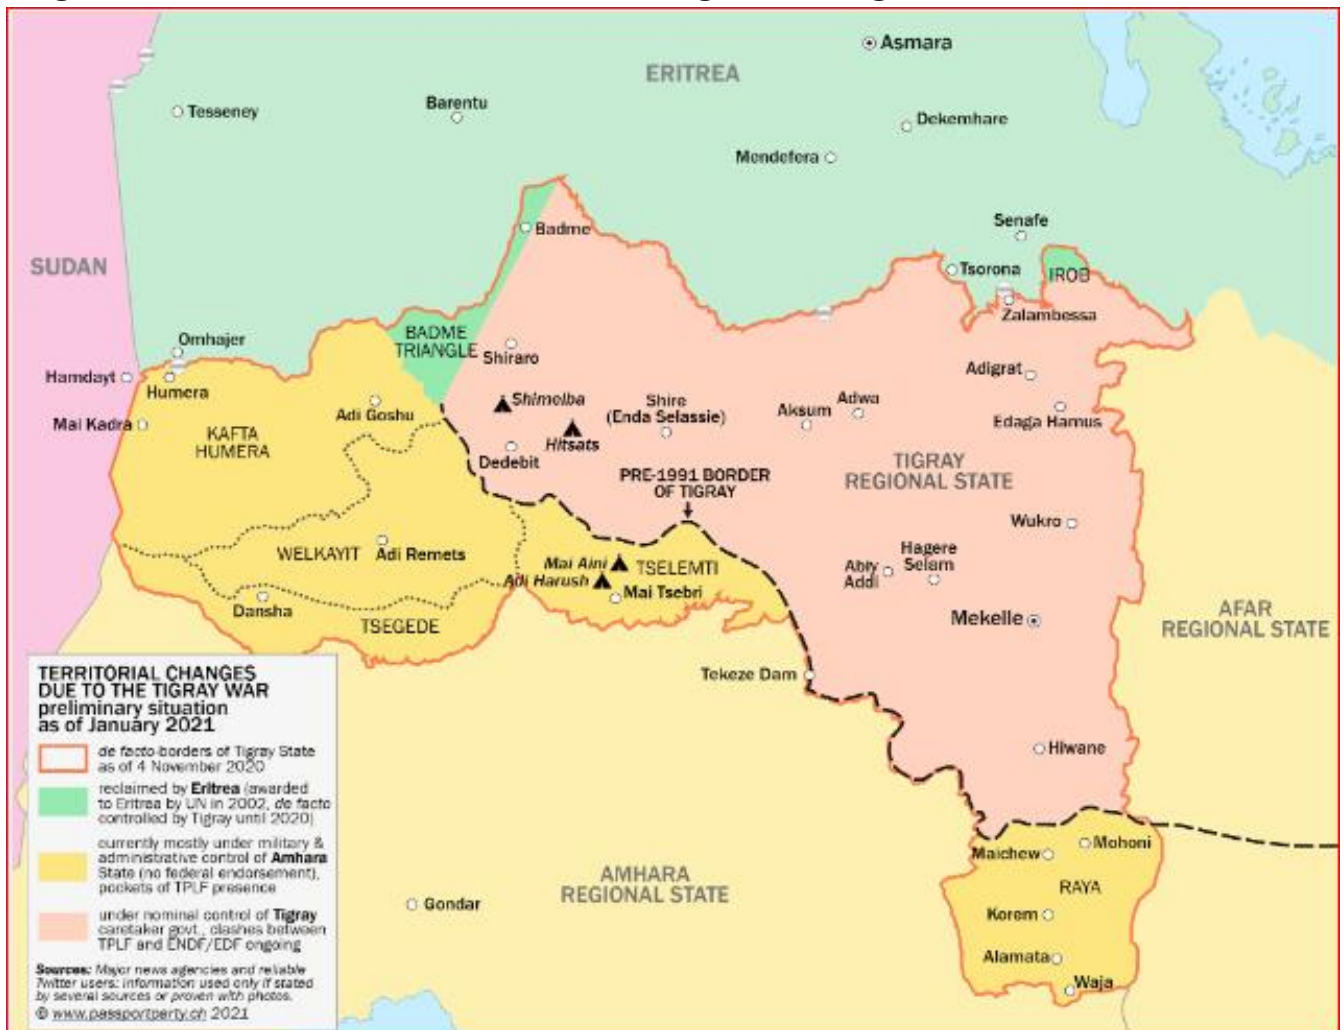 Asmara
ERITREA
Tesseney
Barentu
Dekemhare
Mendefera
Senafe
Badme
SUDAN
Tsorona
IROB
Zalambessa
BADME
TRIANGLE
Omhajer
Shiraro
Hamdayt
Humera
Adigrat
Shimelba
Adi Goshu
Shire
(Enda Selassie)
Aksum
Adwa
Mai Kadra
Edaga Hamus
KAFTA
HUMERA
Hitsats
Dedebit
TIGRAY
REGIONAL STATE
PRE-1991 BORDER
OF TIGRAY
Wukro
WELKAYIT
Adi Remets
Hagere
Selam
Mai Aini
TSELEMTI
Abiy
Addi
Adi Harush
Mai Tsebri
Dansha
TSEGEDE
Mekelle
AFAR
REGIONAL STATE
Tekeze Dam
Hiwane
Mohoni
Maichew
AMHARA
REGIONAL STATE
RAYA
Gondar
Korem
Alamata
Waja
TERRITORIAL CHANGES
DUE TO THE TIGRAY WAR
preliminary situation
as of January 2021
de facto-borders of Tigray State
as of 4 November 2020
reclaimed by Eritrea (awarded
to Eritrea by UN in 2002, de facto
controlled by Tigray until 2020)
currently mostly under military &
administrative control of Amhara
State (no federal endorsement),
pockets of TPLF presence
under nominal control of Tigray
caretaker govt., clashes between
TPLF and ENDF/EDF ongoing
Sources: Major news agencies and reliable
Twitter users: information used only if stated
by several sources or proven with photos.
© www.passportparty.ch 2021